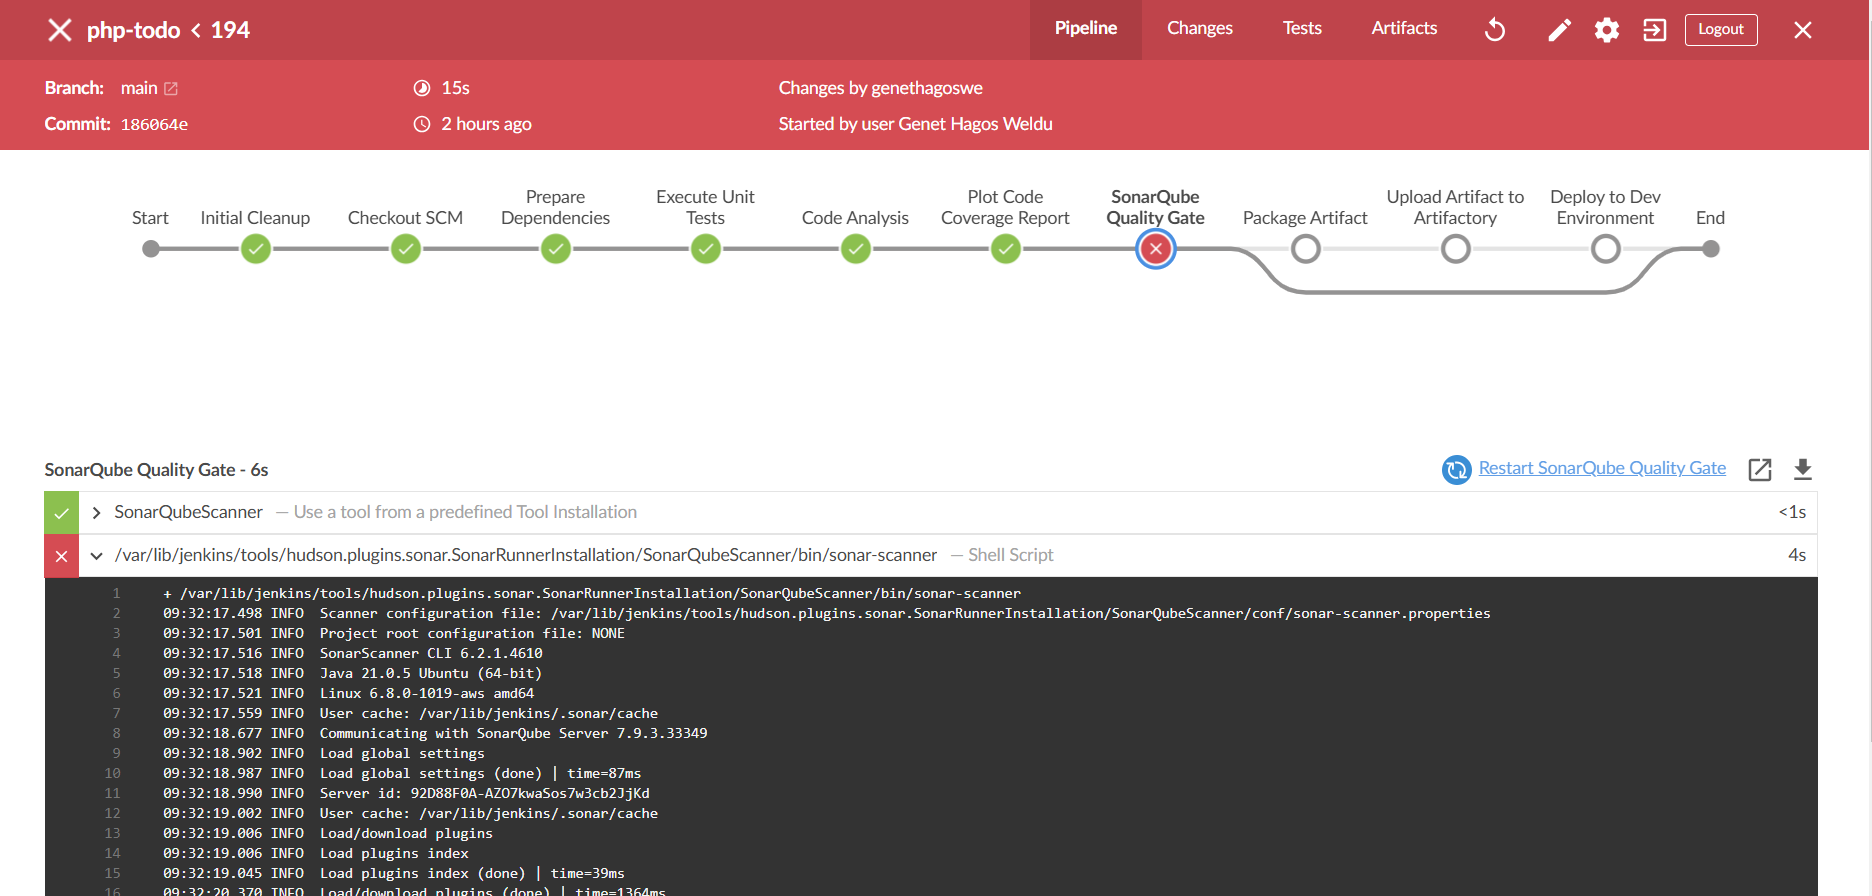 php-todo < 194
Pipeline
Changes
Tests
Artifacts
Logout
Branch: main
15s
Changes by genethagoswe
Commit: 186064e
2 hours ago
Started by user Genet Hagos Weldu
Start
Initial Cleanup
Checkout SCM
Prepare
Dependencies
Execute Unit
Tests
Code Analysis
Plot Code
Coverage Report
SonarQube
Quality Gate
Package Artifact
Upload Artifact to
Artifactory
Deploy to Dev
Environment
End
SonarQube Quality Gate - 6s
Restart SonarQube Quality Gate
SonarQubeScanner — Use a tool from a predefined Tool Installation
<1s
/var/lib/jenkins/tools/hudson.plugins.sonar.SonarRunnerInstallation/SonarQubeScanner/bin/sonar-scanner — Shell Script
4s
1 + /var/lib/jenkins/tools/hudson.plugins.sonar.SonarRunnerInstallation/SonarQubeScanner/bin/sonar-scanner
2 09:32:17.498 INFO Scanner configuration file: /var/lib/jenkins/tools/hudson.plugins.sonar.SonarRunnerInstallation/SonarQubeScanner/conf/sonar-scanner.properties
3 09:32:17.501 INFO Project root configuration file: NONE
4 09:32:17.516 INFO SonarScanner CLI 6.2.1.4610
5 09:32:17.518 INFO Java 21.0.5 Ubuntu (64-bit)
6 09:32:17.521 INFO Linux 6.8.0-1019-aws amd64
7 09:32:17.559 INFO User cache: /var/lib/jenkins/.sonar/cache
8 09:32:18.677 INFO Communicating with SonarQube Server 7.9.3.33349
9 09:32:18.902 INFO Load global settings
10 09:32:18.987 INFO Load global settings (done) | time=87ms
11 09:32:18.990 INFO Server id: 92D88F0A-AZO7kwaSos7w3cb2JjKd
12 09:32:19.002 INFO User cache: /var/lib/jenkins/.sonar/cache
13 09:32:19.006 INFO Load/download plugins
14 09:32:19.006 INFO Load plugins index
15 09:32:19.045 INFO Load plugins index (done) | time=39ms
16 09:32:20.370 INFO Load/download plugins (done) | time=1364ms